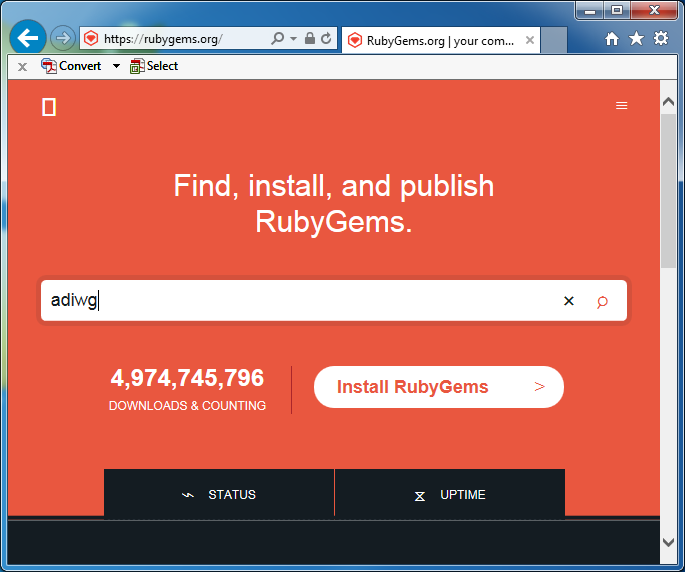 https://rubygems.org/
RubyGems.org | your com...
x Convert Select
Find, install, and publish
RubyGems.
adiwg
4,974,745,796
DOWNLOADS & COUNTING
Install RubyGems >
STATUS
UPTIME